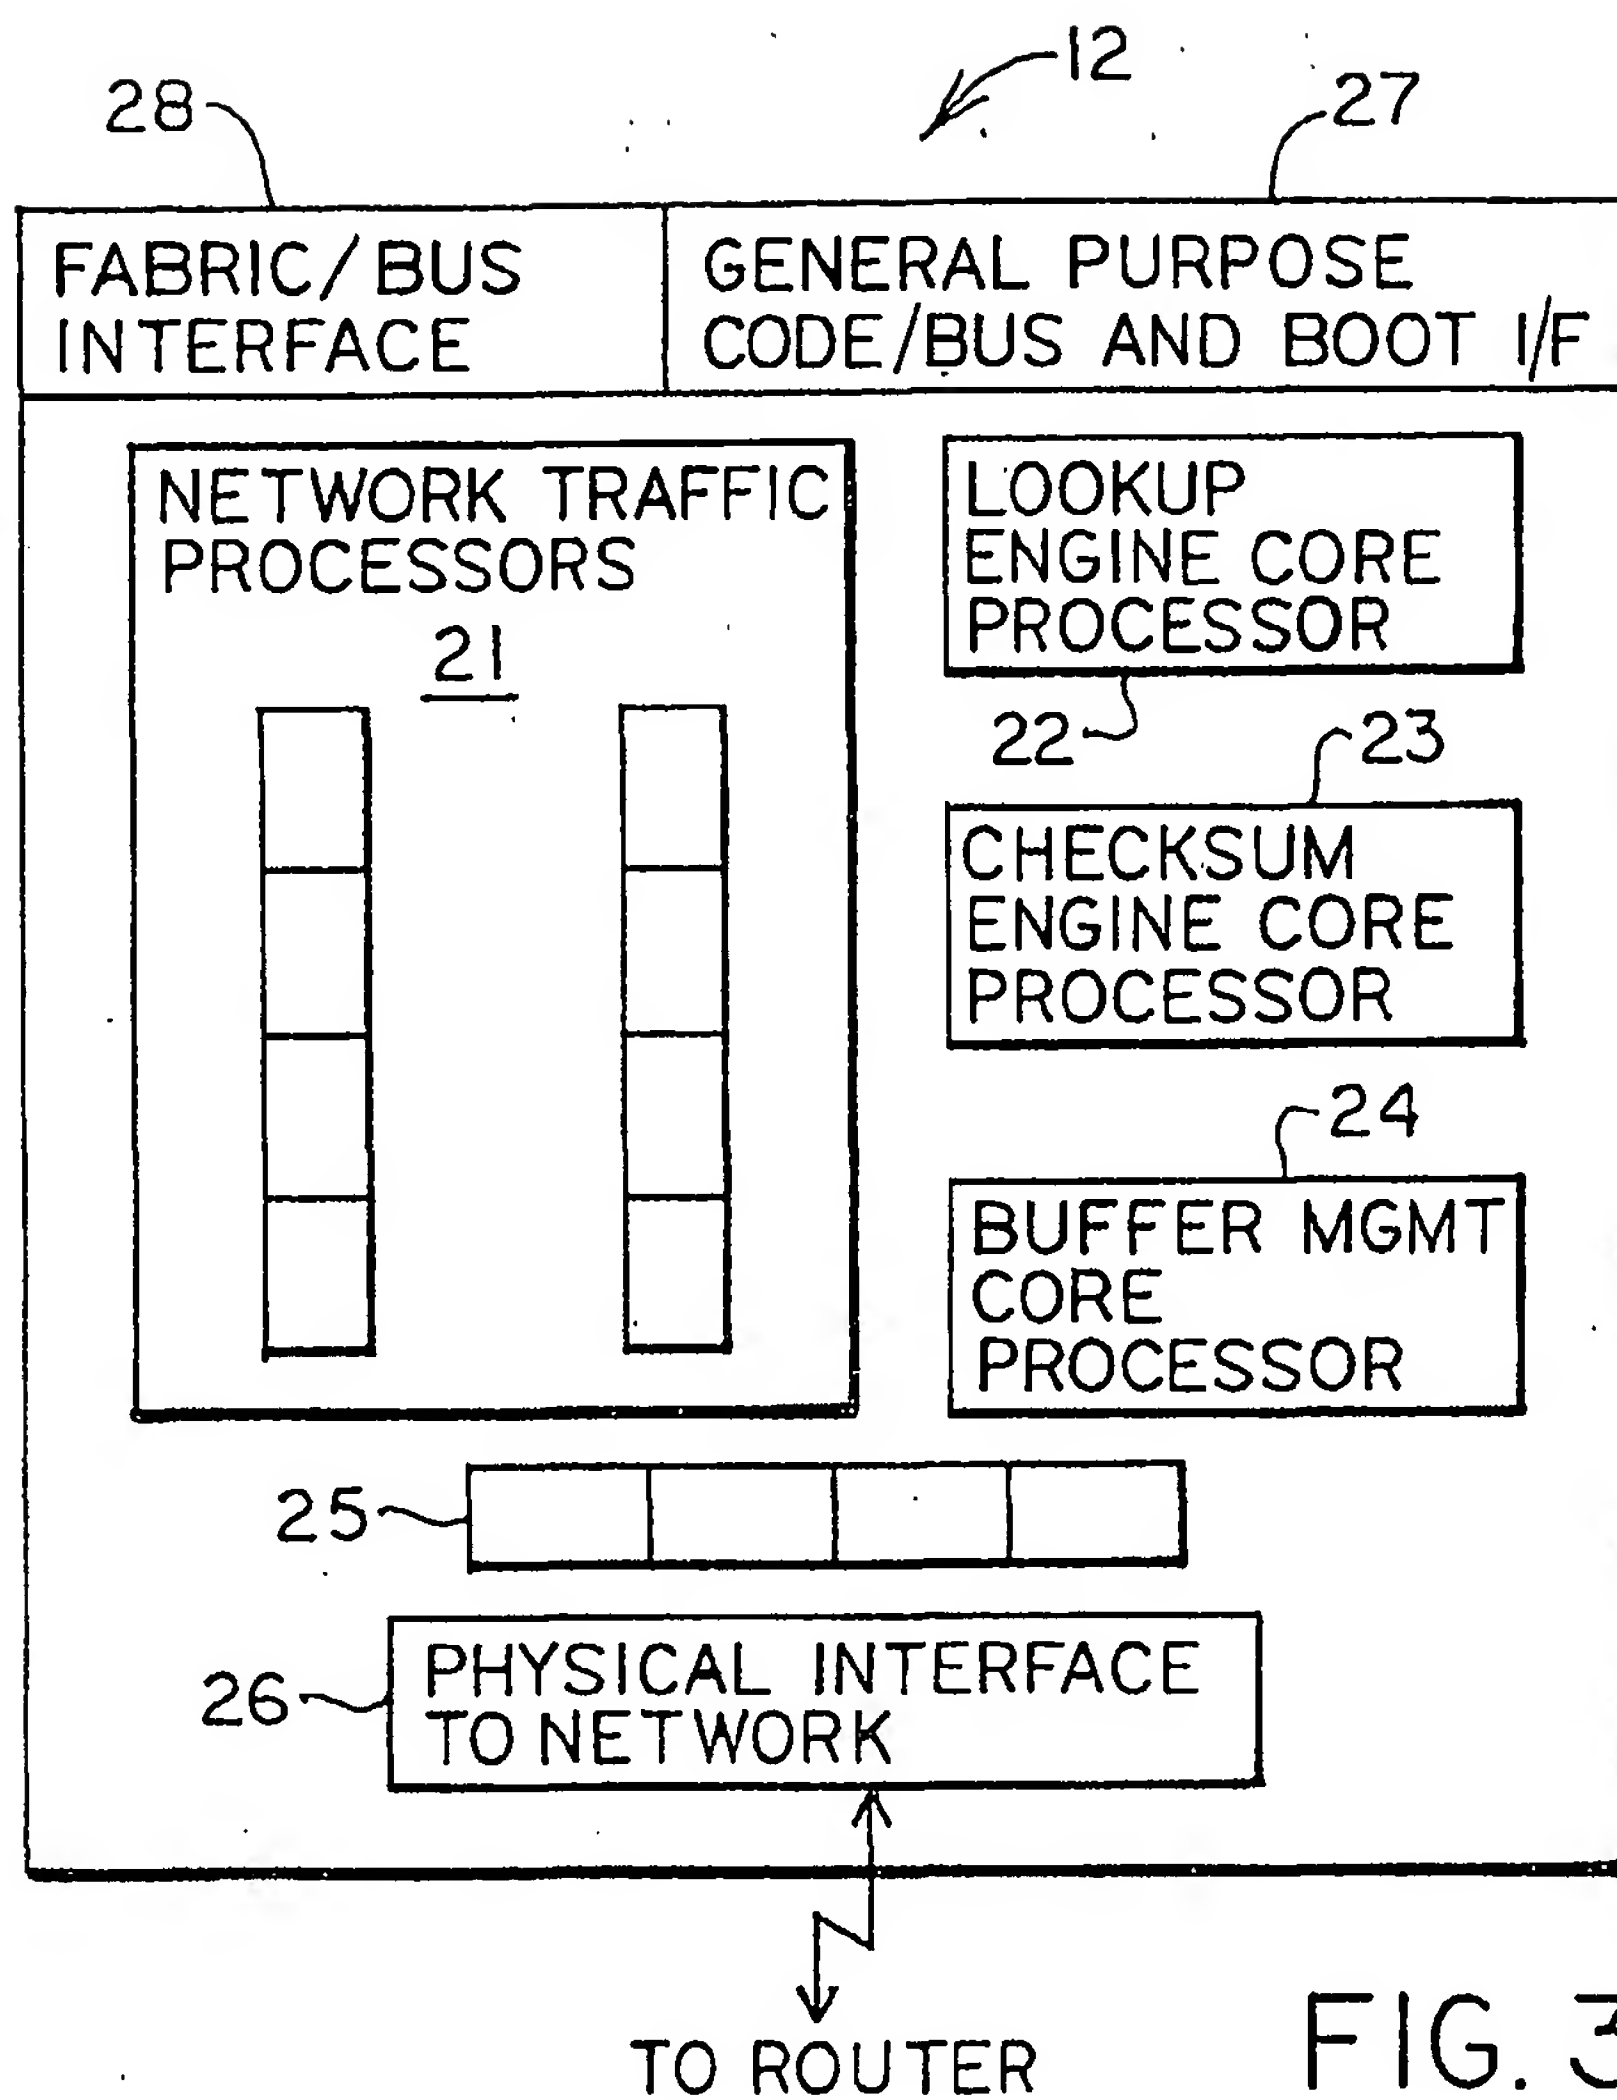 12
28
27
FABRIC/BUS
INTERFACE
GENERAL PURPOSE
CODE/BUS AND BOOT I/F
NETWORK TRAFFIC
PROCESSORS
21
LOOKUP
ENGINE CORE
PROCESSOR
22
23
CHECKSUM
ENGINE CORE
PROCESSOR
24
BUFFER MGMT
CORE
PROCESSOR
25
26
PHYSICAL INTERFACE
TO NETWORK
TO ROUTER
FIG. 3